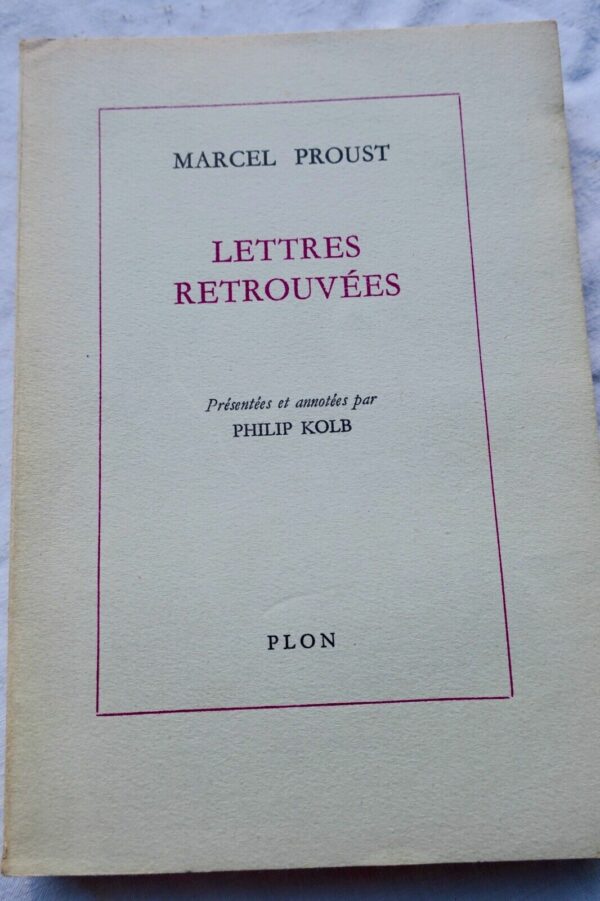 MARCEL PROUST
LETTRES
RETROUVÉES
Présentées et annotées par
PHILIP KOLB
PLON